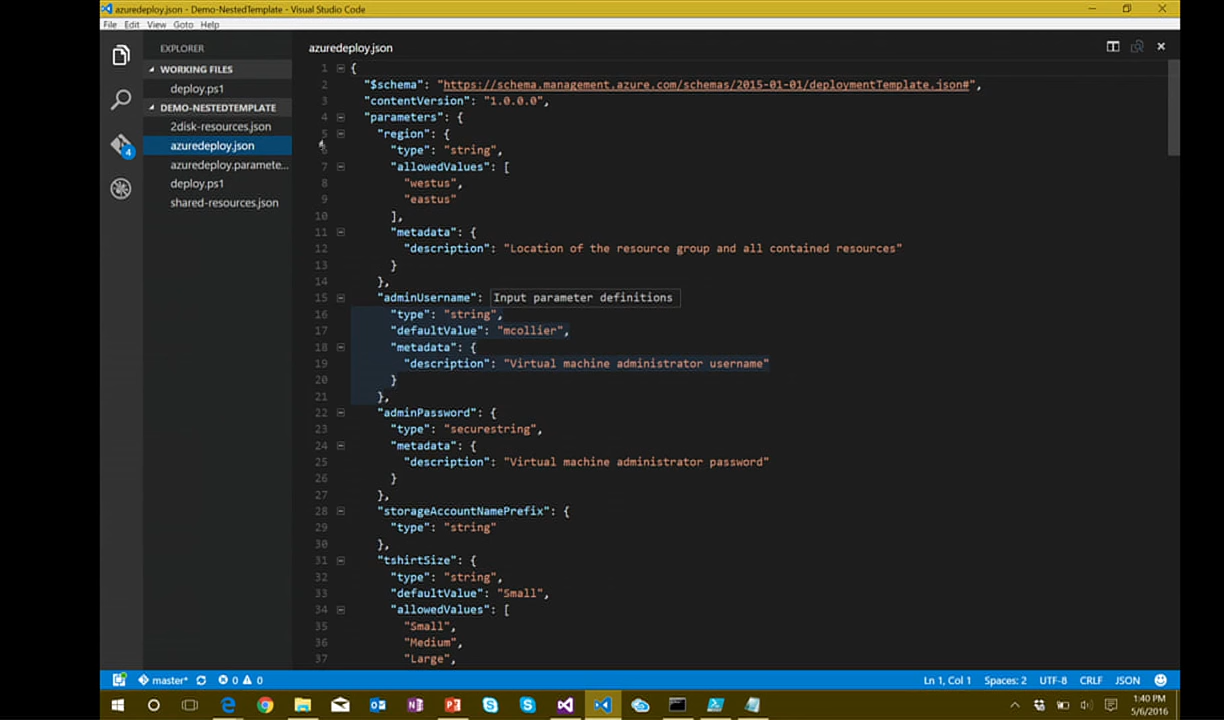 azuredeploy.json - Demo-NestedTemplate - Visual Studio Code
File Edit View Goto Help
EXPLORER
WORKING FILES
deploy.ps1
DEMO-NESTEDTEMPLATE
2disk-resources.json
azuredeploy.json
azuredeploy.paramete...
deploy.ps1
shared-resources.json
4
azuredeploy.json
1 {
2 "$schema": "https://schema.management.azure.com/schemas/2015-01-01/deploymentTemplate.json#",
3 "contentVersion": "1.0.0.0",
4 "parameters": {
5 "region": {
6 "type": "string",
7 "allowedValues": [
8 "westus",
9 "eastus"
10 ],
11 "metadata": {
12 "description": "Location of the resource group and all contained resources"
13 }
14 },
15 "adminUsername": Input parameter definitions
16 "type": "string",
17 "defaultValue": "mcollier",
18 "metadata": {
19 "description": "Virtual machine administrator username"
20 }
21 },
22 "adminPassword": {
23 "type": "securestring",
24 "metadata": {
25 "description": "Virtual machine administrator password"
26 }
27 },
28 "storageAccountNamePrefix": {
29 "type": "string"
30 },
31 "tshirtSize": {
32 "type": "string",
33 "defaultValue": "Small",
34 "allowedValues": [
35 "Small",
36 "Medium",
37 "Large",
master* 0 0 Ln 1, Col 1 Spaces: 2 UTF-8 CRLF JSON
1:40 PM
5/6/2016